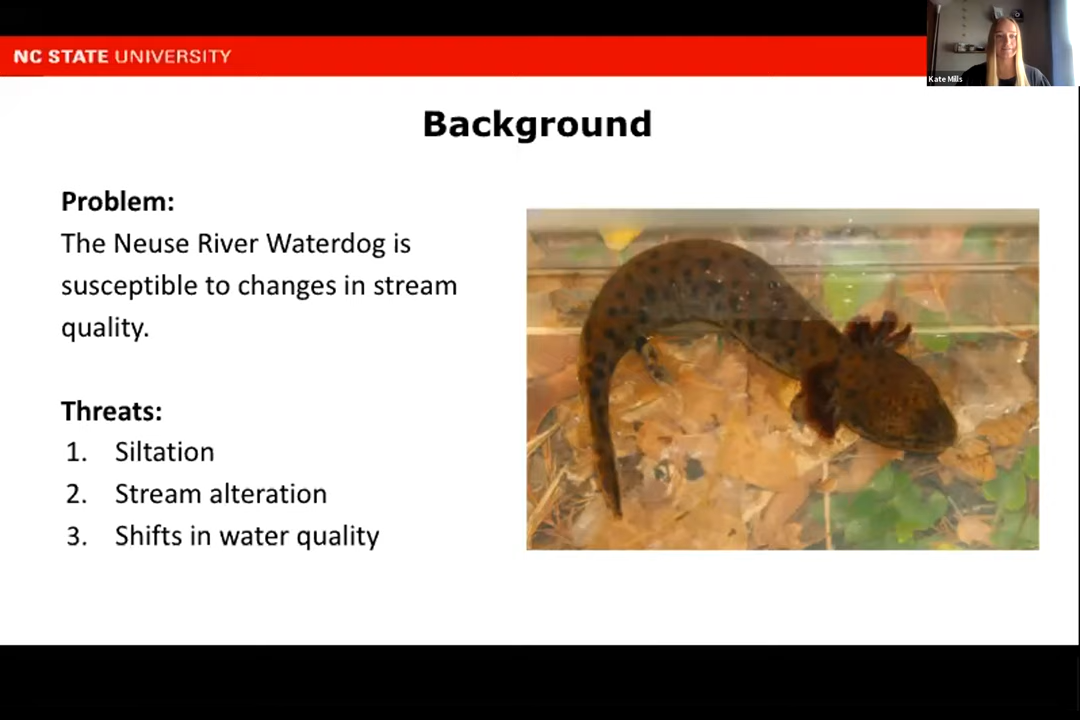 NC STATE UNIVERSITY
Kate Mills
Background
Problem:
The Neuse River Waterdog is
susceptible to changes in stream
quality.
Threats:
1. Siltation
2. Stream alteration
3. Shifts in water quality